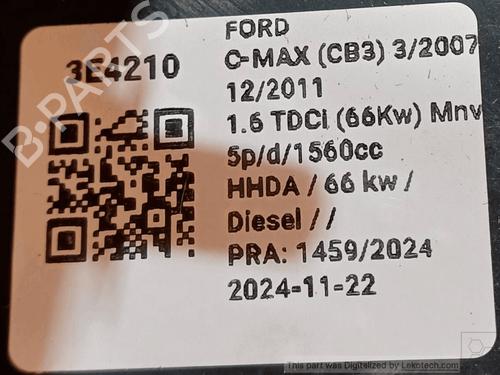 FORD
3E4210
C-MAX (CB3) 3/2007
12/2011
1.6 TDCI (66Kw) Mnv
5p/d/1560cc
HHDA / 66 kw /
Diesel / /
PRA: 1459/2024
2024-11-22
B-PARTS
This part was Digitelized by Lekotech.com